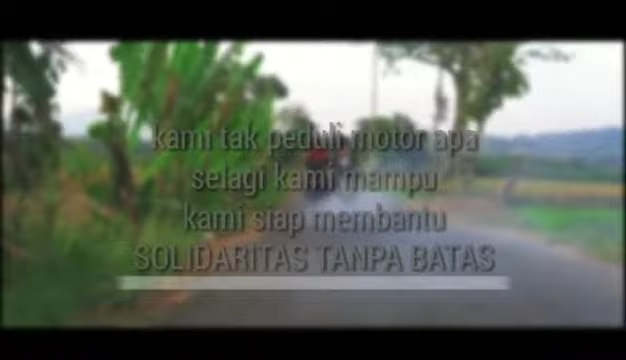 kami tak peduli motor apa
selagi kami mampu
kami siap membantu
SOLIDARITAS TANPA BATAS